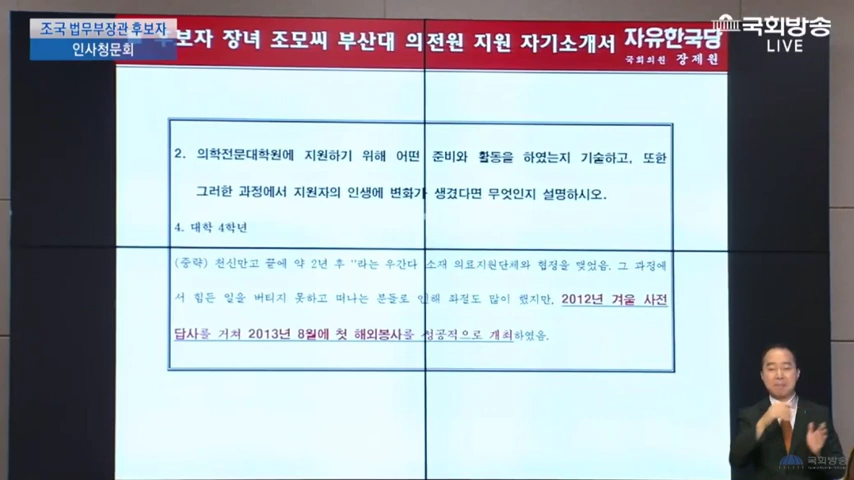 조국 법무부장관 후보자
인사청문회
국회방송
LIVE
후보자 장녀 조모씨 부산대 의전원 지원 자기소개서
자유한국당
국회의원 장제원
2. 의학전문대학원에 지원하기 위해 어떤 준비와 활동을 하였는지 기술하고, 또한
그러한 과정에서 지원자의 인생에 변화가 생겼다면 무엇인지 설명하시오.
4. 대학 4학년
(중략) 천신만고 끝에 약 2년 후 "라는 우간다 소재 의료지원단체와 협정을 맺었음. 그 과정에
서 힘든 일을 버티지 못하고 떠나는 분들로 인해 좌절도 많이 했지만, 2012년 겨울 사전
답사를 거쳐 2013년 8월에 첫 해외봉사를 성공적으로 개최하였음.
국회방송